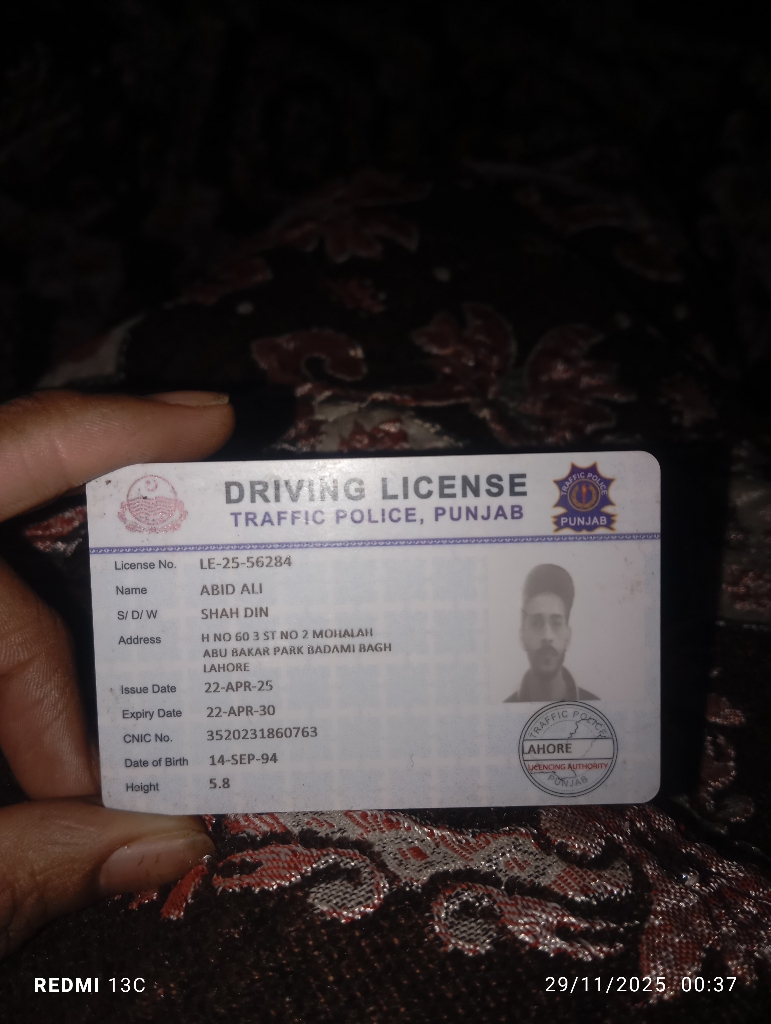 DRIVING LICENSE
TRAFFIC POLICE, PUNJAB
TRAFFIC POLICE
PUNJAB
License No. LE-25-56284
Name ABID ALI
S/ D/ W SHAH DIN
Address H NO 60 3 ST NO 2 MOHALAH
ABU BAKAR PARK BADAMI BAGH
LAHORE
Issue Date 22-APR-25
Expiry Date 22-APR-30
CNIC No. 3520231860763
Date of Birth 14-SEP-94
Height 5.8
TRAFFIC POLICE
LAHORE
LICENCING AUTHORITY
PUNJAB
REDMI 13C
29/11/2025 00:37